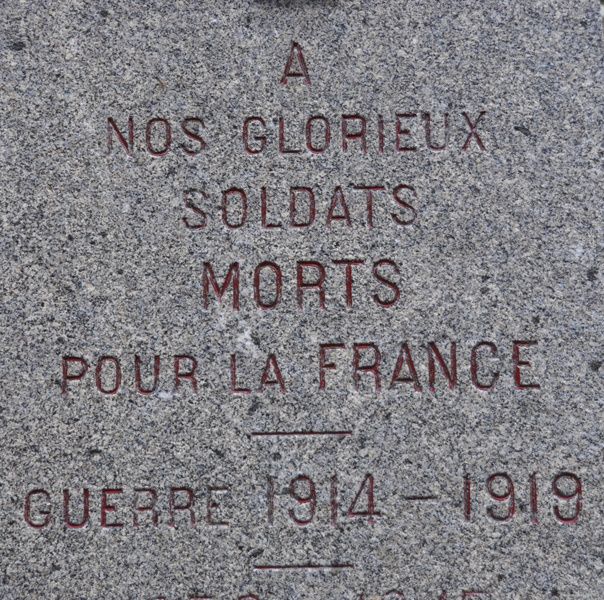 A
NOS GLORIEUX
SOLDATS
MORTS
POUR LA FRANCE
GUERRE 1914 – 1919